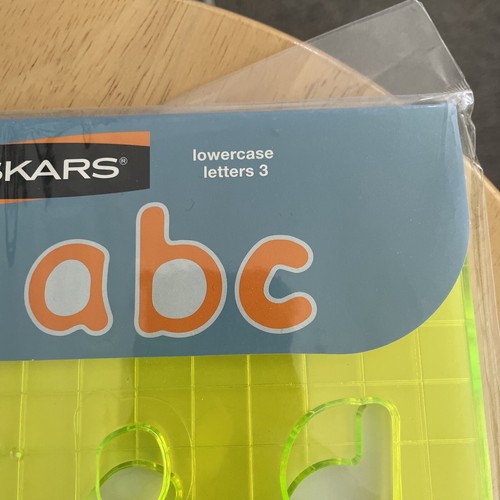 SKARS®
lowercase
letters 3
abc